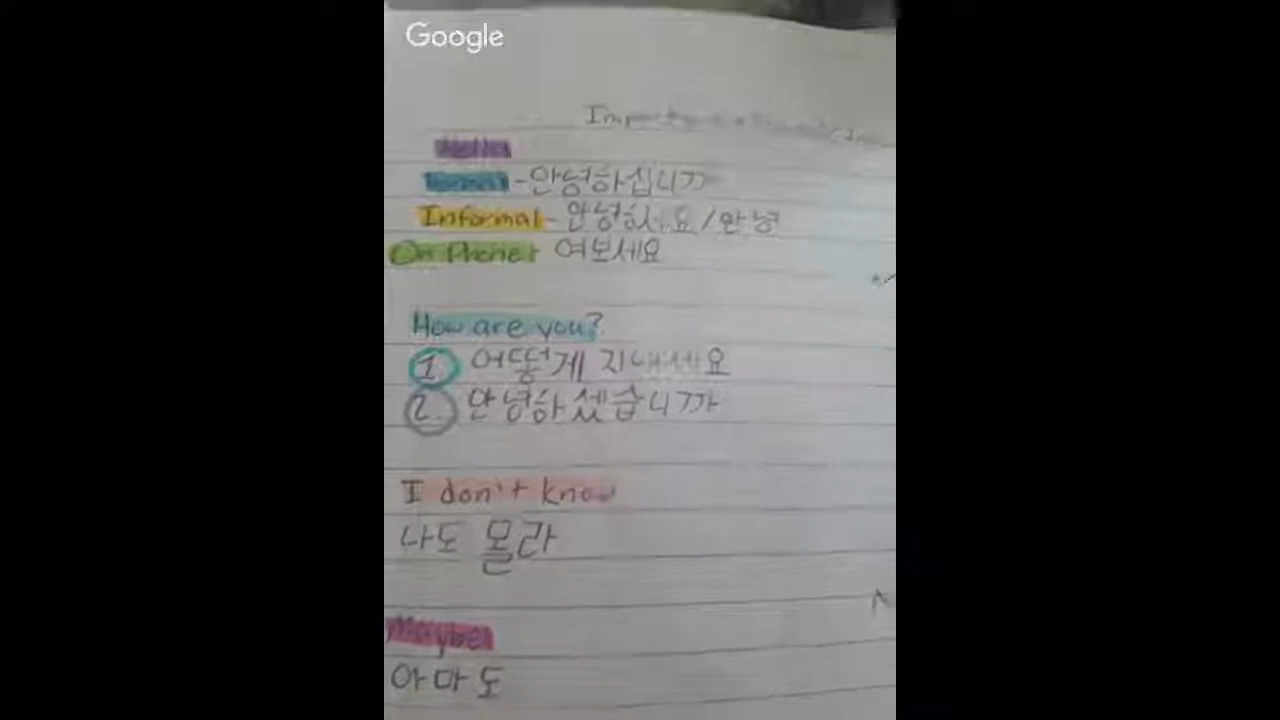 Google
Hello
Formal - 안녕하십니까
Informal - 안녕하세요 / 안녕
On Phone 여보세요
How are you?
1. 어떻게 지내세요
2. 안녕하셨습니까
I don't know
나도 몰라
Maybe
아마도